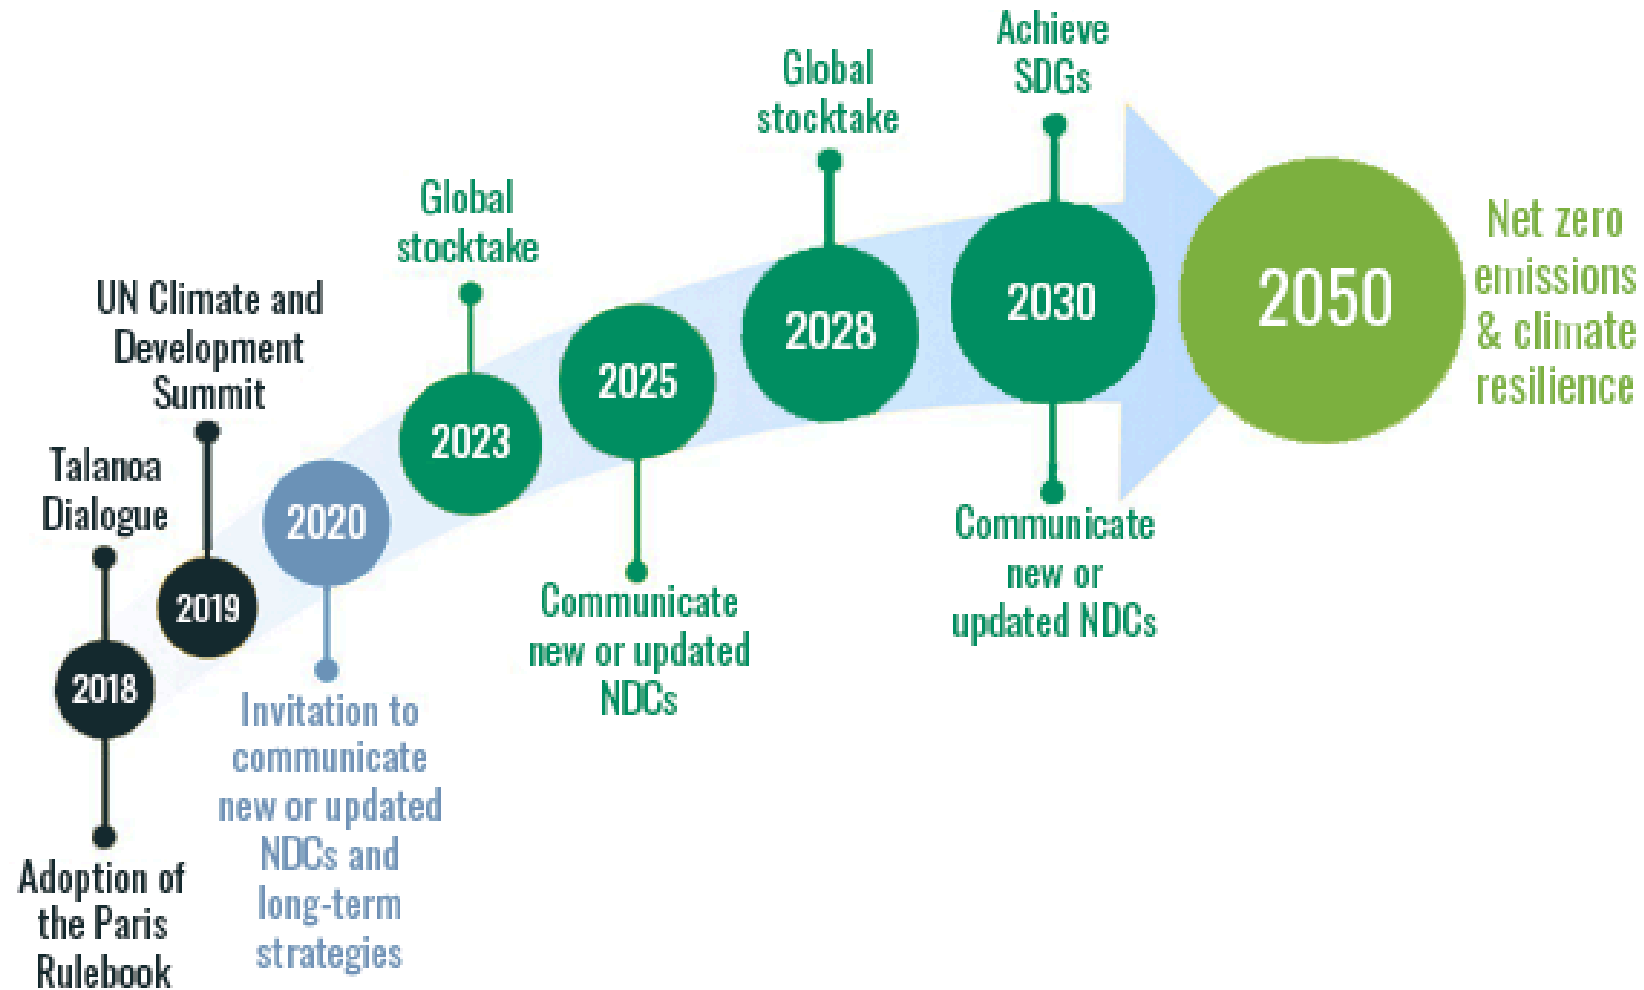 Talanoa
Dialogue
2018
Adoption of
the Paris
Rulebook
UN Climate and
Development
Summit
2019
2020
Invitation to
communicate
new or updated
NDCs and
long-term
strategies
Global
stocktake
2023
2025
Communicate
new or updated
NDCs
Global
stocktake
2028
Achieve
SDGs
2030
Communicate
new or
updated NDCs
2050
Net zero
emissions
& climate
resilience